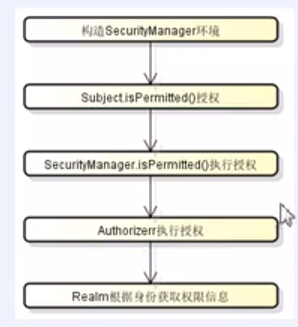 构造SecurityManager环境
Subject.isPermitted()授权
SecurityManager.isPermitted()执行授权
Authorizerr执行授权
Realm根据身份获取权限信息